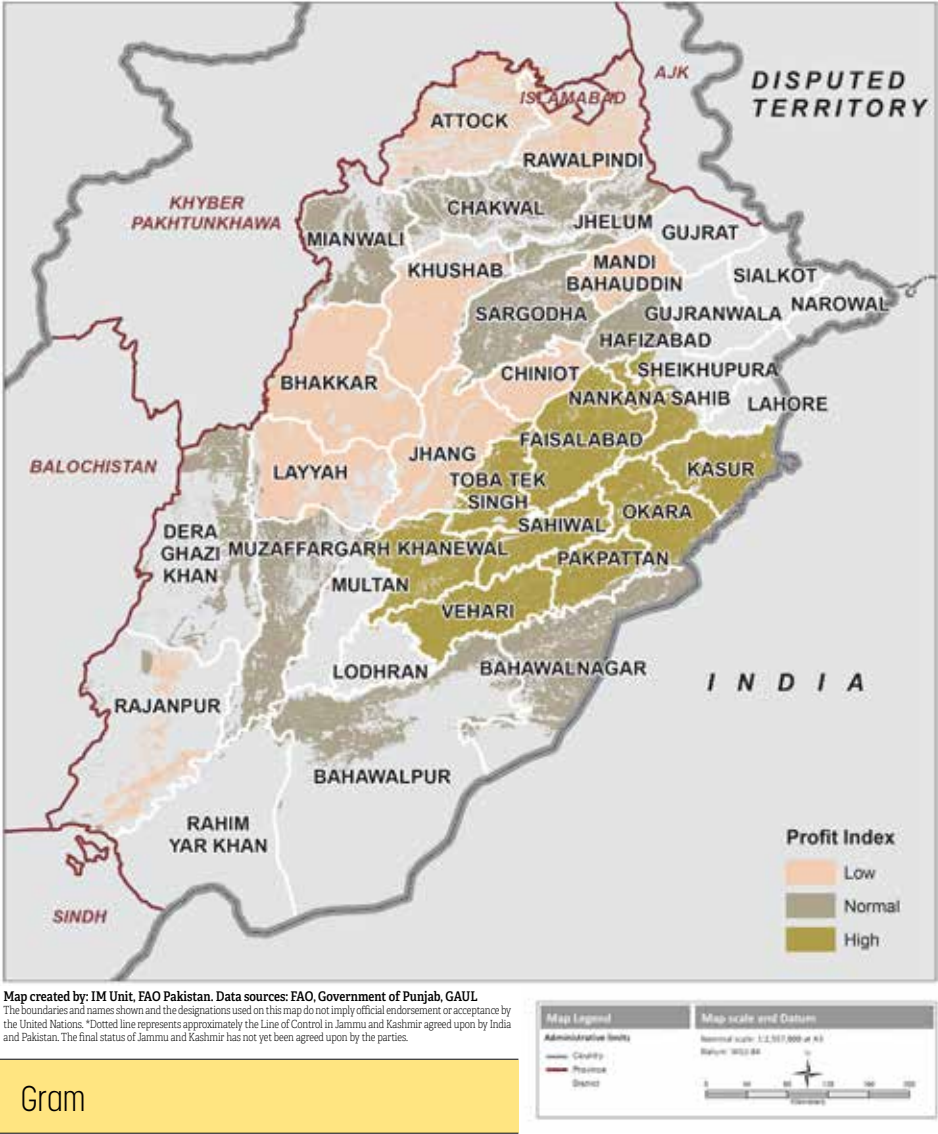 AJK
DISPUTED
TERRITORY
ISLAMABAD
ATTOCK
RAWALPINDI
KHYBER
PAKHTUNKHAWA
CHAKWAL
JHELUM
GUJRAT
MIANWALI
KHUSHAB
MANDI
BAHAUDDIN
SIALKOT
NAROWAL
SARGODHA
GUJRANWALA
HAFIZABAD
SHEIKHUPURA
CHINIOT
BHAKKAR
NANKANA SAHIB
LAHORE
FAISALABAD
JHANG
BALOCHISTAN
LAYYAH
KASUR
TOBA TEK
SINGH
OKARA
SAHIWAL
DERA
GHAZI
KHAN
MUZAFFARGARH
KHANEWAL
PAKPATTAN
MULTAN
VEHARI
LODHRAN
BAHAWALNAGAR
INDIA
RAJANPUR
BAHAWALPUR
RAHIM
YAR KHAN
SINDH
Profit Index
Low
Normal
High
Map created by: IM Unit, FAO Pakistan. Data sources: FAO, Government of Punjab, GAUL
The boundaries and names shown and the designations used on this map do not imply official endorsement or acceptance by
the United Nations. *Dotted line represents approximately the Line of Control in Jammu and Kashmir agreed upon by India
and Pakistan. The final status of Jammu and Kashmir has not yet been agreed upon by the parties.
Map Legend
Administrative limits
Country
Province
District
Map scale and Datum
Kilometers
Gram